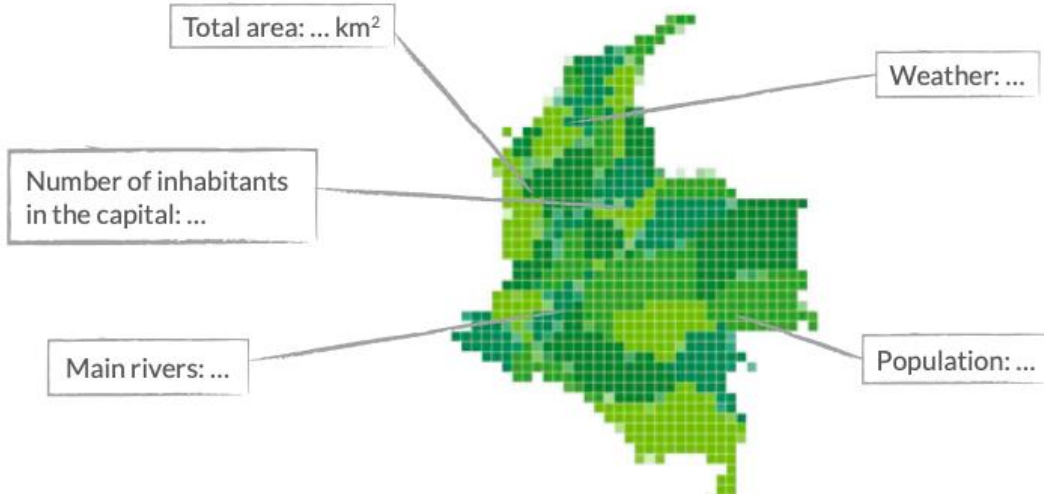 Total area: ... km²
Weather: ...
Number of inhabitants
in the capital: ...
Main rivers: ...
Population: ...